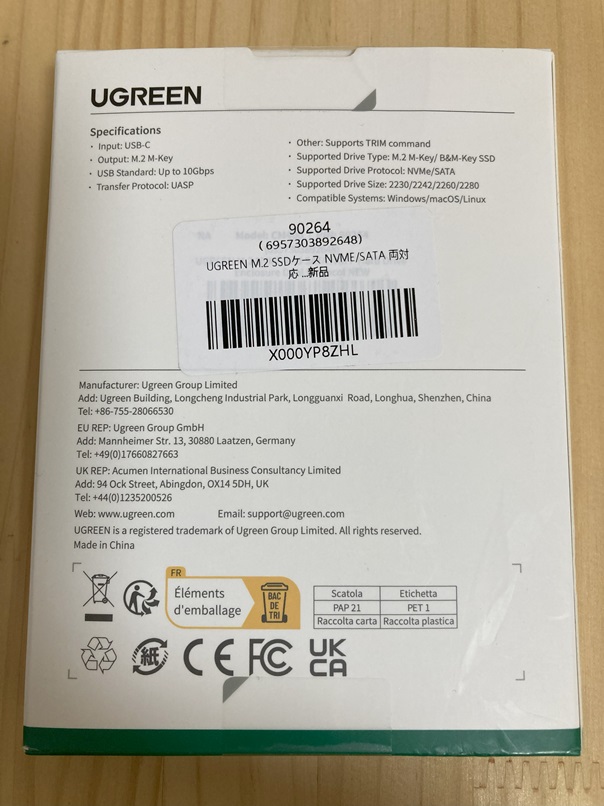 UGREEN
Specifications
· Input: USB-C
· Output: M.2 M-Key
· USB Standard: Up to 10Gbps
· Transfer Protocol: UASP
· Other: Supports TRIM command
· Supported Drive Type: M.2 M-Key/ B&M-Key SSD
· Supported Drive Protocol: NVMe/SATA
· Supported Drive Size: 2230/2242/2260/2280
· Compatible Systems: Windows/macOS/Linux
90264
(6957303892648)
UGREEN M.2 SSDケース NVME/SATA 両対
応 ...新品
X000YP8ZHL
Manufacturer: Ugreen Group Limited
Add: Ugreen Building, Longcheng Industrial Park, Longguanxi Road, Longhua, Shenzhen, China
Tel: +86-755-28066530
EU REP: Ugreen Group GmbH
Add: Mannheimer Str. 13, 30880 Laatzen, Germany
Tel: +49(0)17660827663
UK REP: Acumen International Business Consultancy Limited
Add: 94 Ock Street, Abingdon, OX14 5DH, UK
Tel: +44(0)1235200526
Web: www.ugreen.com Email: support@ugreen.com
UGREEN is a registered trademark of Ugreen Group Limited. All rights reserved.
Made in China
FR
Éléments
d'emballage
BAC
DE
TRI
Scatola Etichetta
PAP 21 PET 1
Raccolta carta Raccolta plastica
紙
CE FC
UK
CA